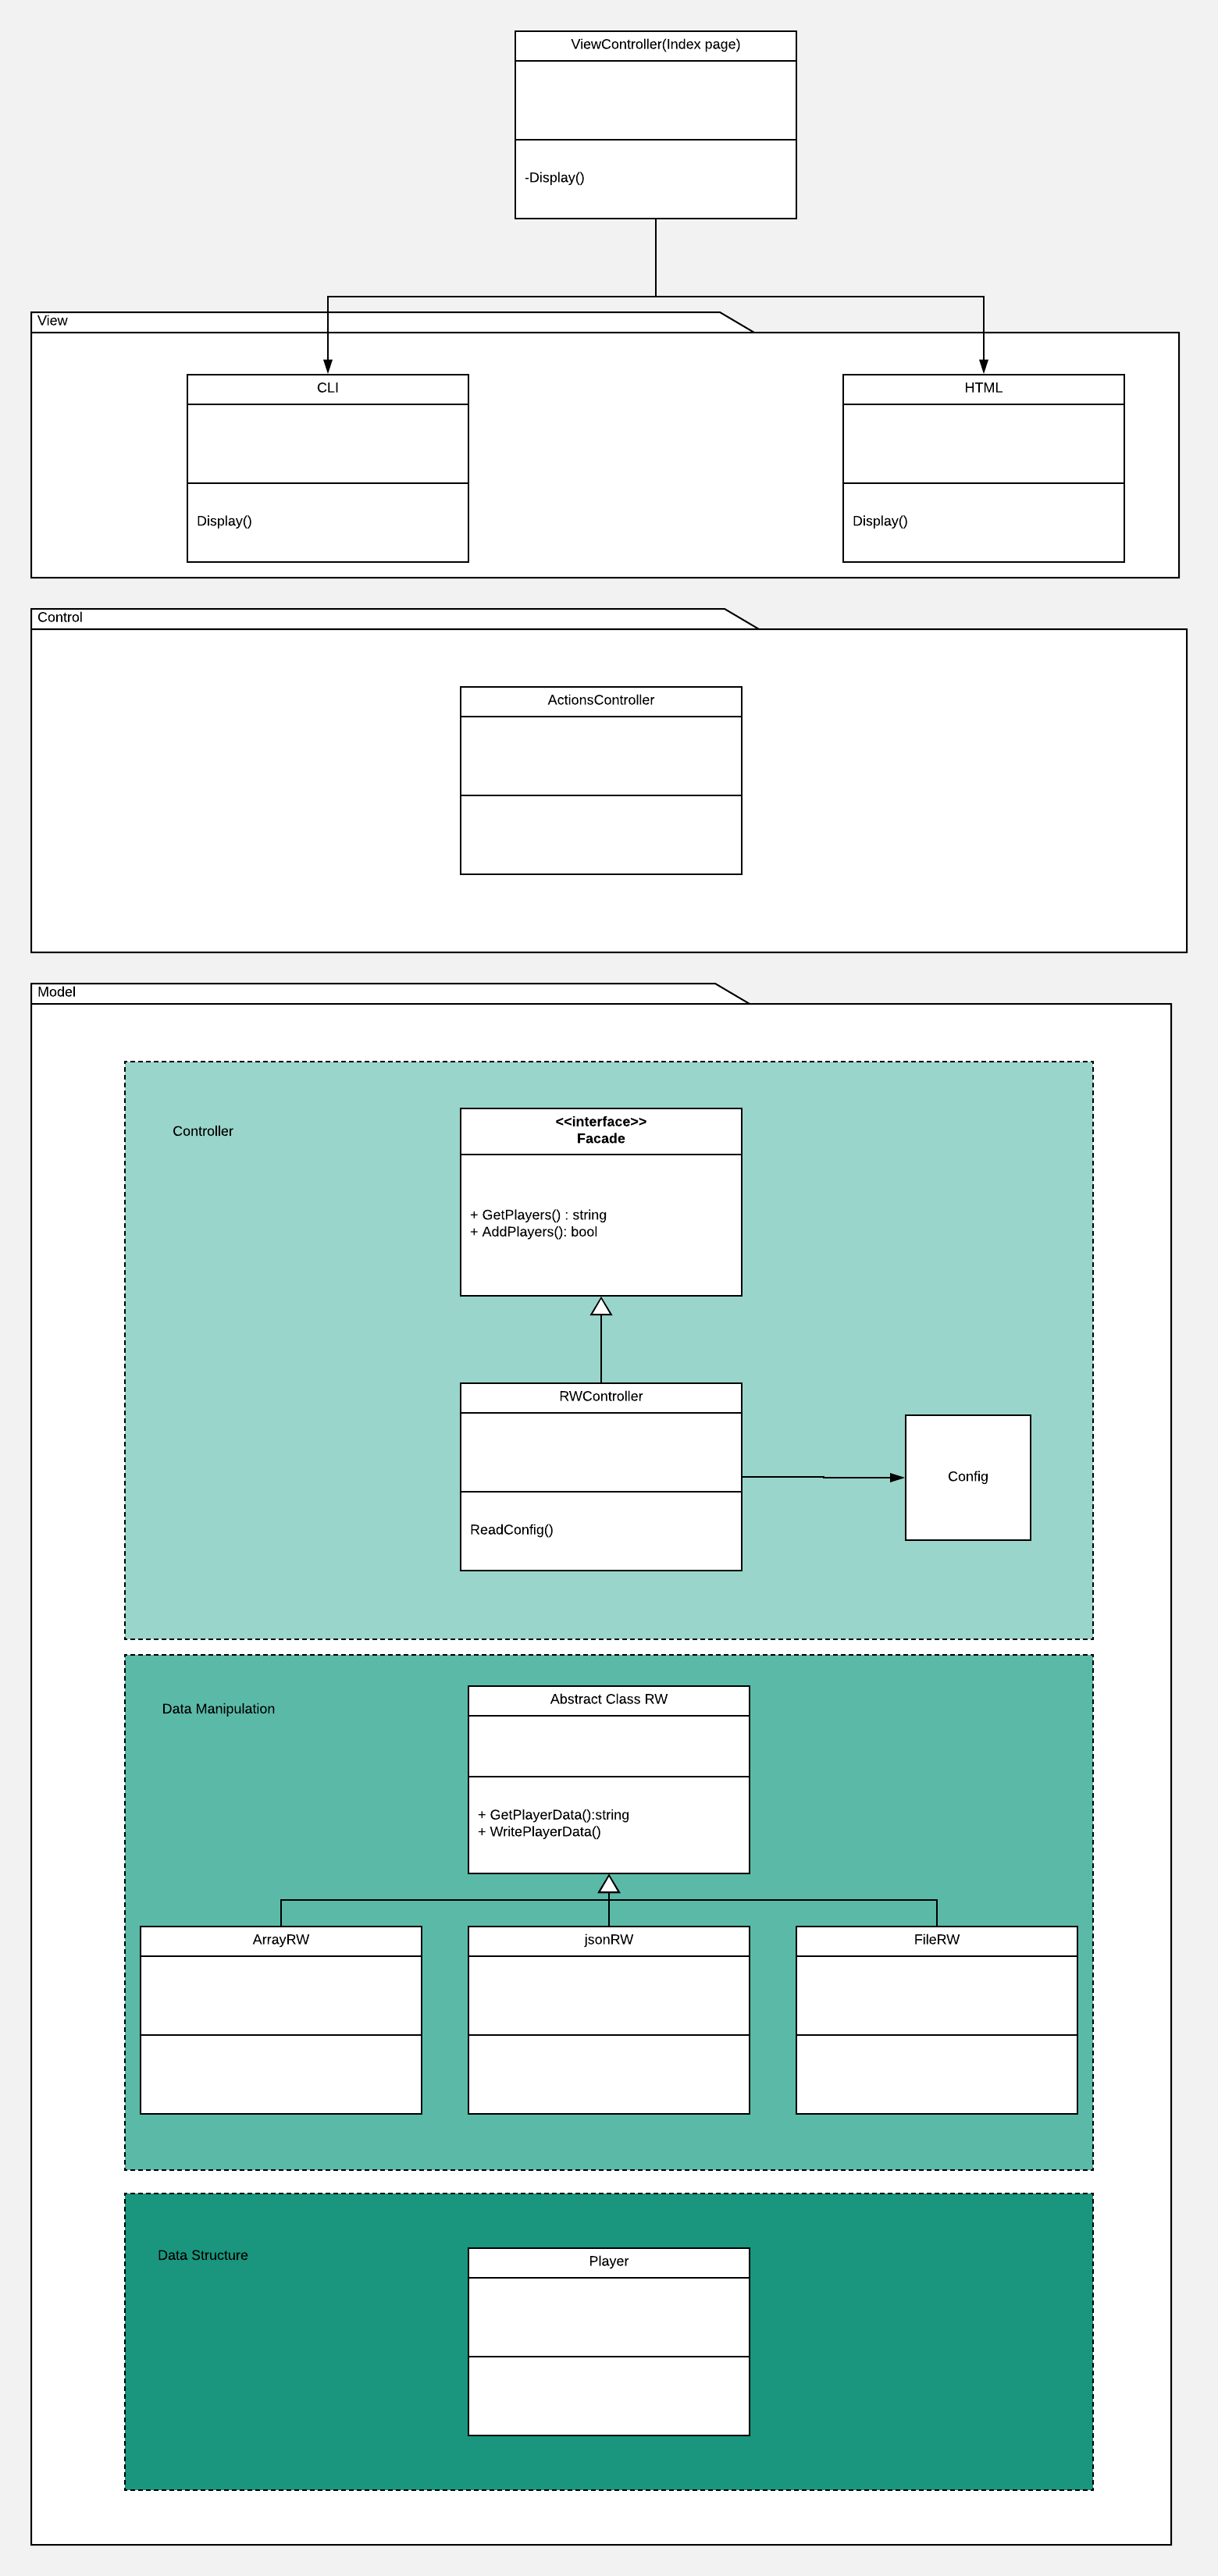 ViewController(Index page)
-Display()
View
CLI
HTML
Display()
Display()
Control
ActionsController
Model
Controller
<<interface>>
Facade
+ GetPlayers() : string
+ AddPlayers(): bool
RWController
ReadConfig()
Config
Data Manipulation
Abstract Class RW
+ GetPlayerData():string
+ WritePlayerData()
ArrayRW
jsonRW
FileRW
Data Structure
Player